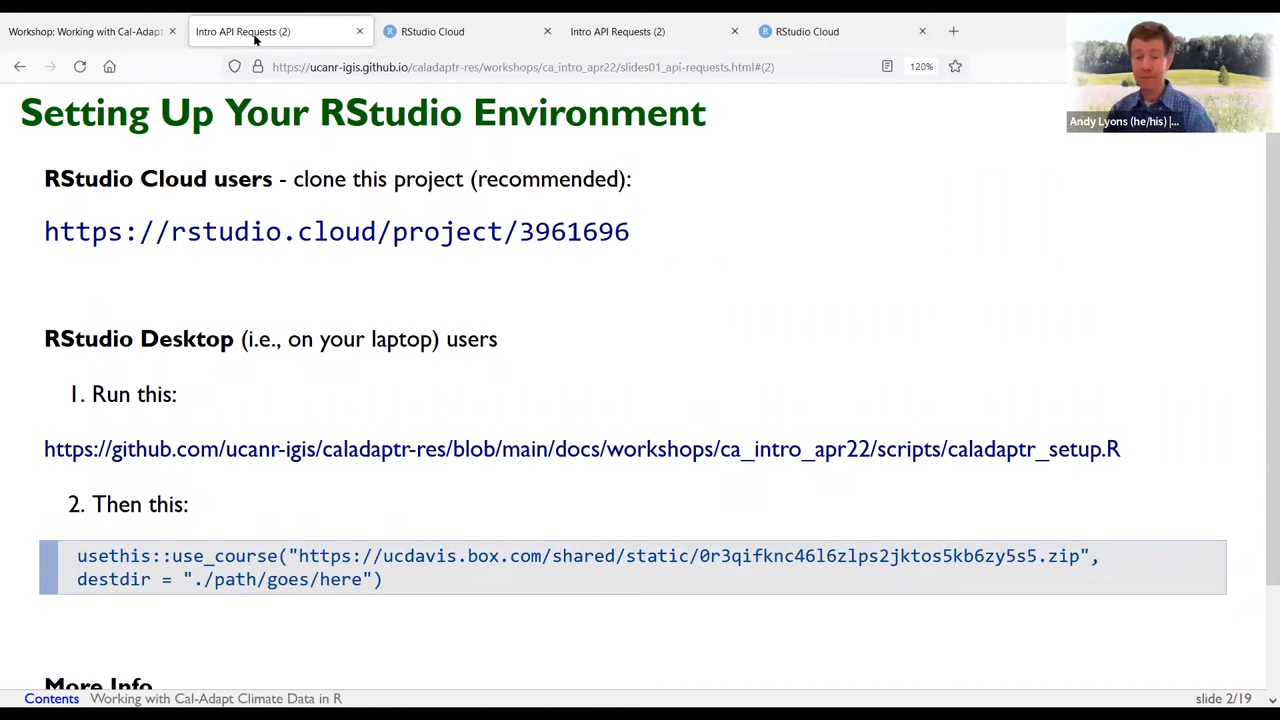 Workshop: Working with Cal-Adapt
Intro API Requests (2)
RStudio Cloud
Intro API Requests (2)
RStudio Cloud
https://ucanr-igis.github.io/caladaptr-res/workshops/ca_intro_apr22/slides01_api-requests.html#(2)
120%
Andy Lyons (he/his) |...
Setting Up Your RStudio Environment
RStudio Cloud users - clone this project (recommended):
https://rstudio.cloud/project/3961696
RStudio Desktop (i.e., on your laptop) users
1. Run this:
https://github.com/ucanr-igis/caladaptr-res/blob/main/docs/workshops/ca_intro_apr22/scripts/caladaptr_setup.R
2. Then this:
usethis::use_course("https://ucdavis.box.com/shared/static/0r3qifknc46l6zlps2jktos5kb6zy5s5.zip",
destdir = "./path/goes/here")
More Info
Contents Working with Cal-Adapt Climate Data in R
slide 2/19